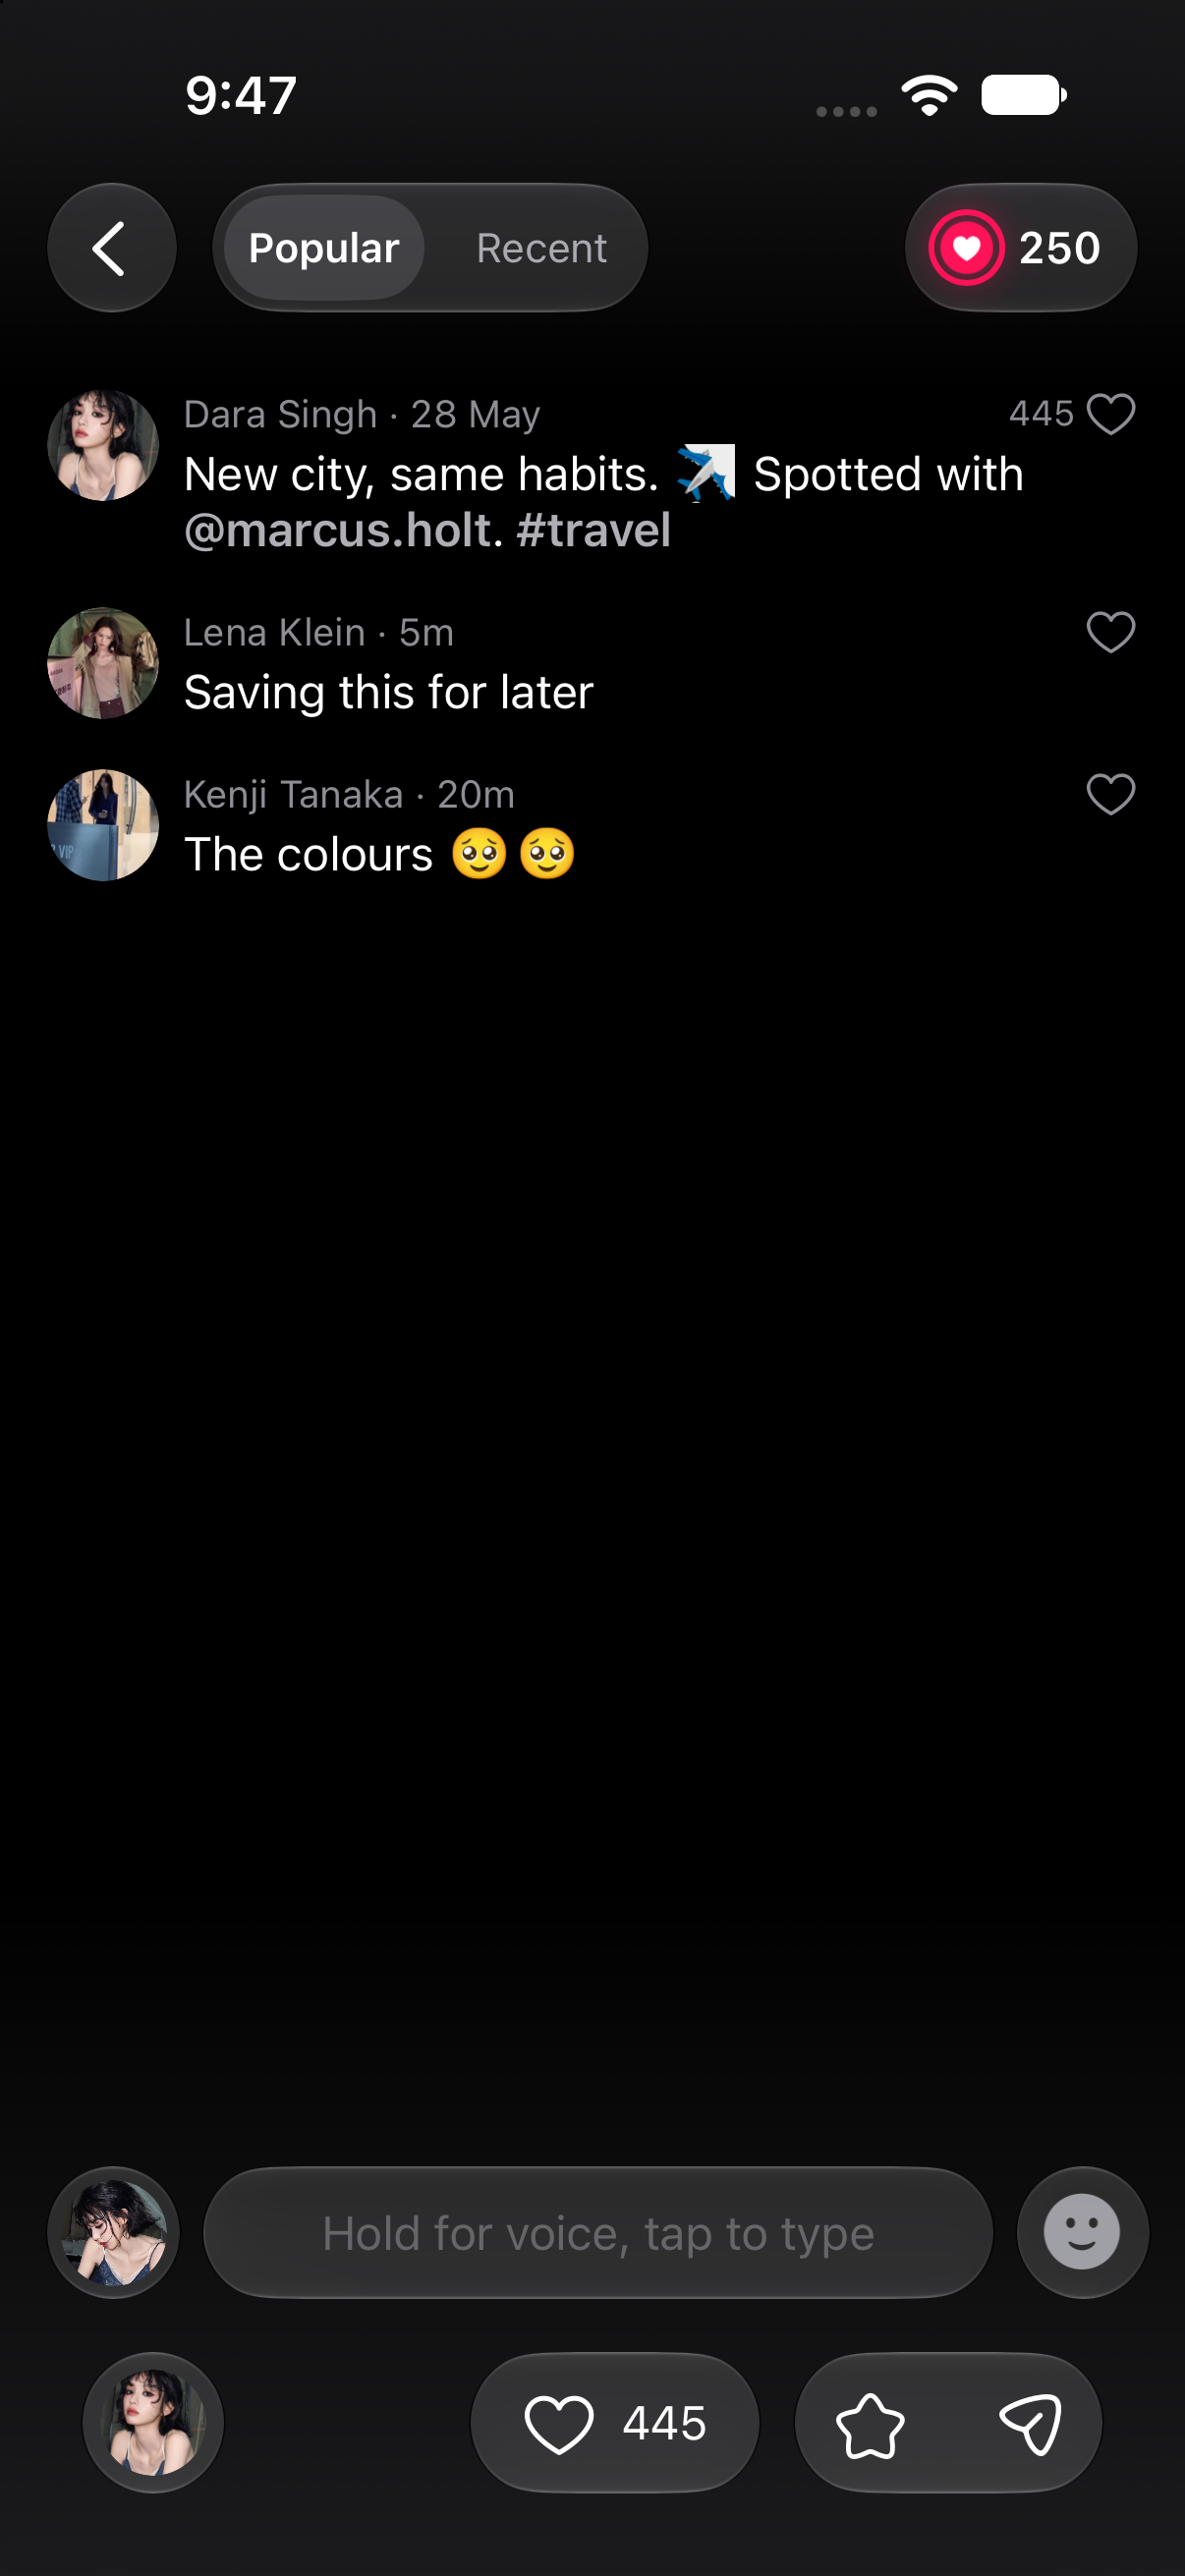 9:47
Popular
Recent
250
Dara Singh · 28 May
445
New city, same habits. ✈️ Spotted with
@marcus.holt. #travel
Lena Klein · 5m
Saving this for later
Kenji Tanaka · 20m
The colours 🥹🥹
VIP
Hold for voice, tap to type
445